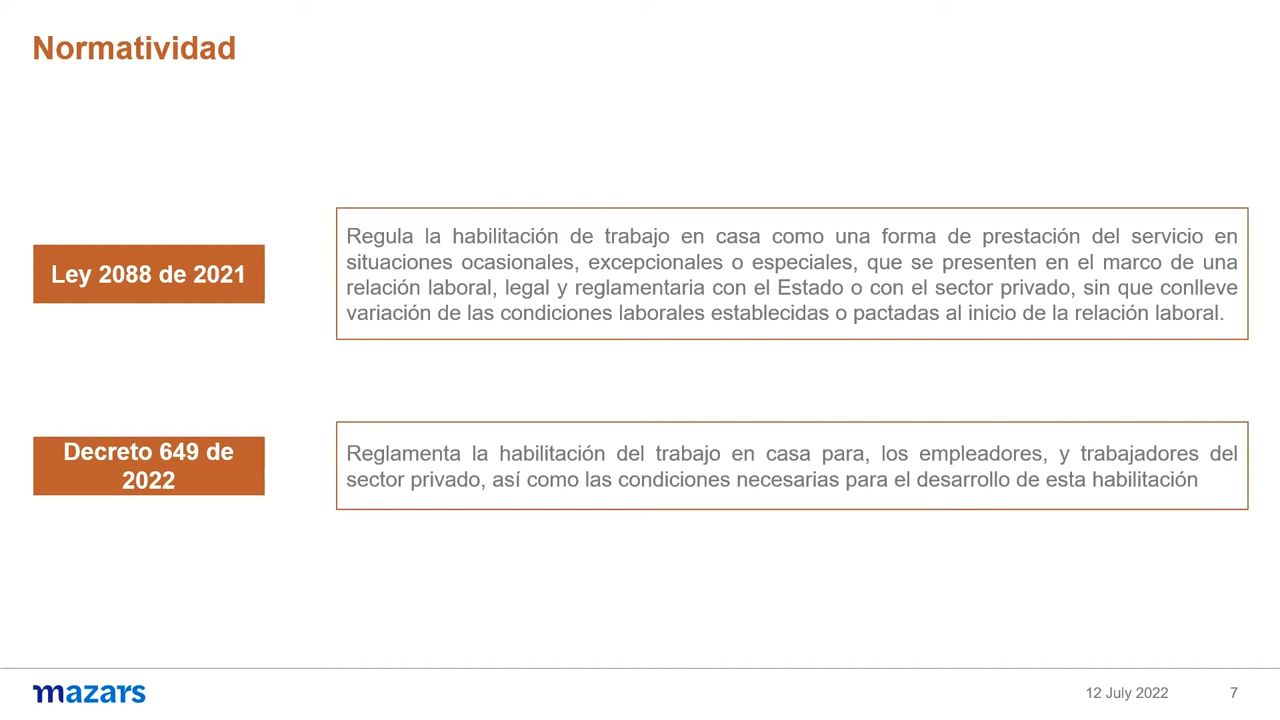 Normatividad
Ley 2088 de 2021
Regula la habilitación de trabajo en casa como una forma de prestación del servicio en
situaciones ocasionales, excepcionales o especiales, que se presenten en el marco de una
relación laboral, legal y reglamentaria con el Estado o con el sector privado, sin que conlleve
variación de las condiciones laborales establecidas o pactadas al inicio de la relación laboral.
Decreto 649 de
2022
Reglamenta la habilitación del trabajo en casa para, los empleadores, y trabajadores del
sector privado, así como las condiciones necesarias para el desarrollo de esta habilitación
mazars
12 July 2022
7